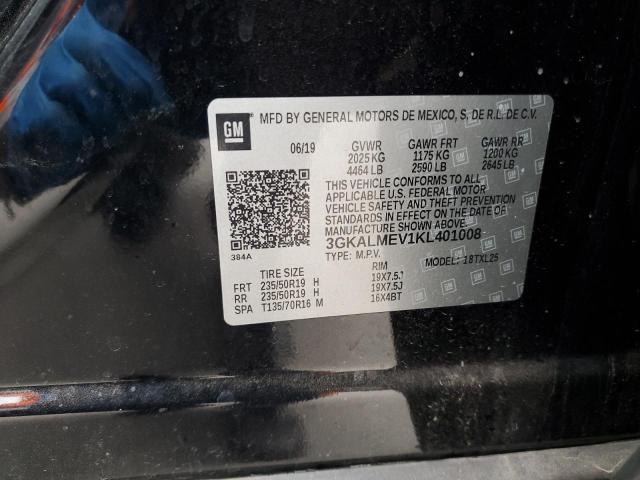 GM MFD BY GENERAL MOTORS DE MEXICO, S. DE R.L. DE C.V.
06/19 GVWR GAWR FRT GAWR RR
2025 KG 1175 KG 1200 KG
4464 LB 2590 LB 2645 LB
THIS VEHICLE CONFORMS TO ALL
APPLICABLE U.S. FEDERAL MOTOR
VEHICLE SAFETY AND THEFT PREVENTION
STANDARDS IN EFFECT ON THE DATE OF
MANUFACTURE SHOWN ABOVE.
3GKALMEV1KL401008
384A TYPE: M.P.V. MODEL: 18TXL25
TIRE SIZE RIM
FRT 235/50R19 H 19X7.5J
RR 235/50R19 H 19X7.5J
SPA T135/70R16 M 16X4BT